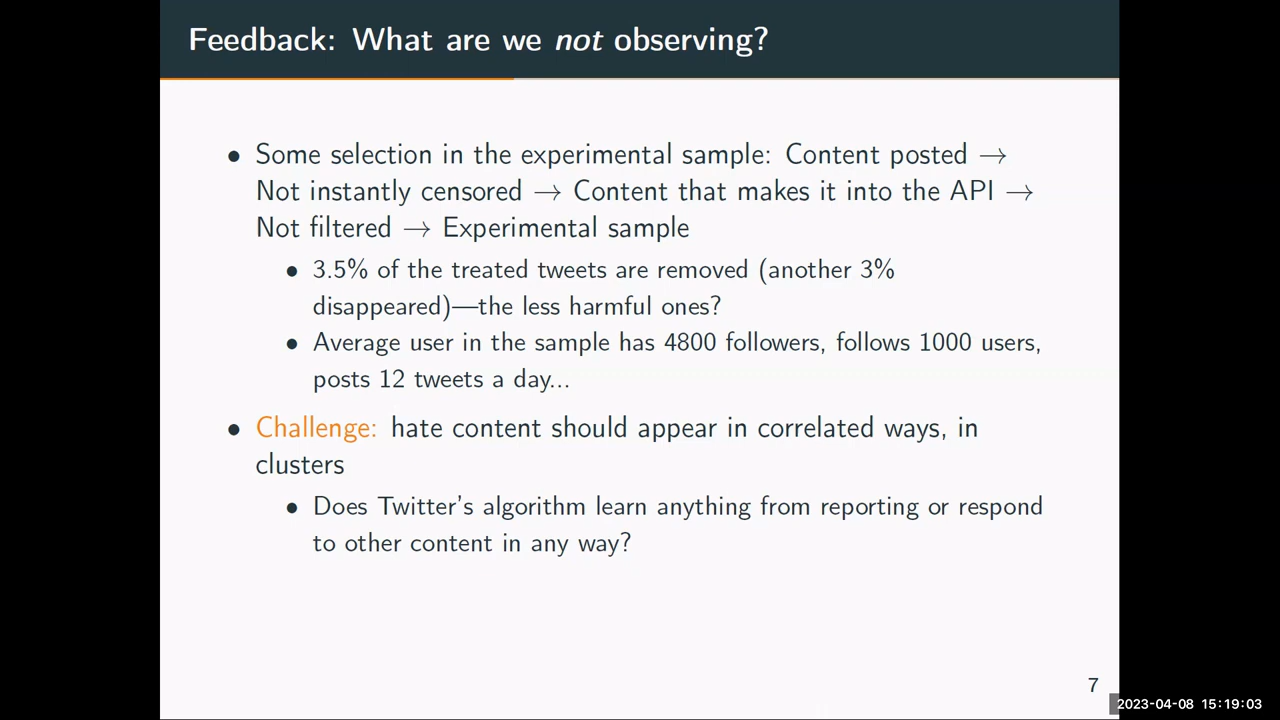 Feedback: What are we not observing?
• Some selection in the experimental sample: Content posted →
Not instantly censored → Content that makes it into the API →
Not filtered → Experimental sample
• 3.5% of the treated tweets are removed (another 3%
disappeared)—the less harmful ones?
• Average user in the sample has 4800 followers, follows 1000 users,
posts 12 tweets a day...
• Challenge: hate content should appear in correlated ways, in
clusters
• Does Twitter's algorithm learn anything from reporting or respond
to other content in any way?
7
2023-04-08 15:19:03